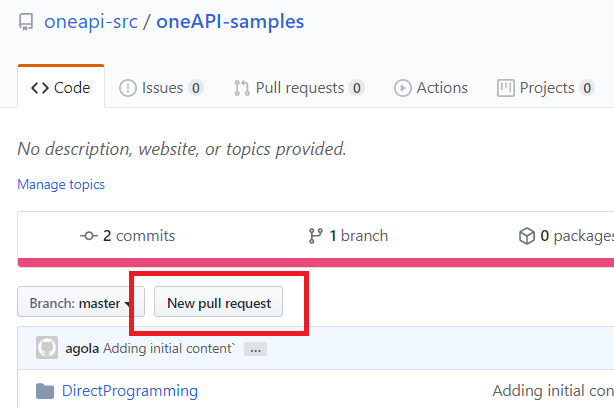 oneapi-src / oneAPI-samples
Code Issues 0 Pull requests 0 Actions Projects 0
No description, website, or topics provided.
Manage topics
2 commits 1 branch 0 packages
Branch: master New pull request
agola Adding initial content` ...
DirectProgramming Adding initial con